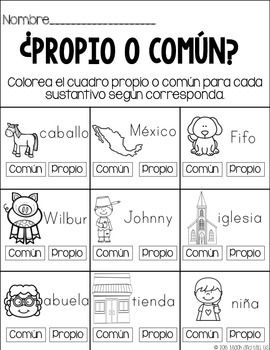 Nombre____________________
¿PROPIO O COMÚN?
Colorea el cuadro propio o común para cada
sustantivo según corresponda.
caballo México Fifo
Común Propio Común Propio Común Propio
Wilbur Johnny iglesia
Común Propio Común Propio Común Propio
abuela tienda niña
Común Propio Común Propio Común Propio